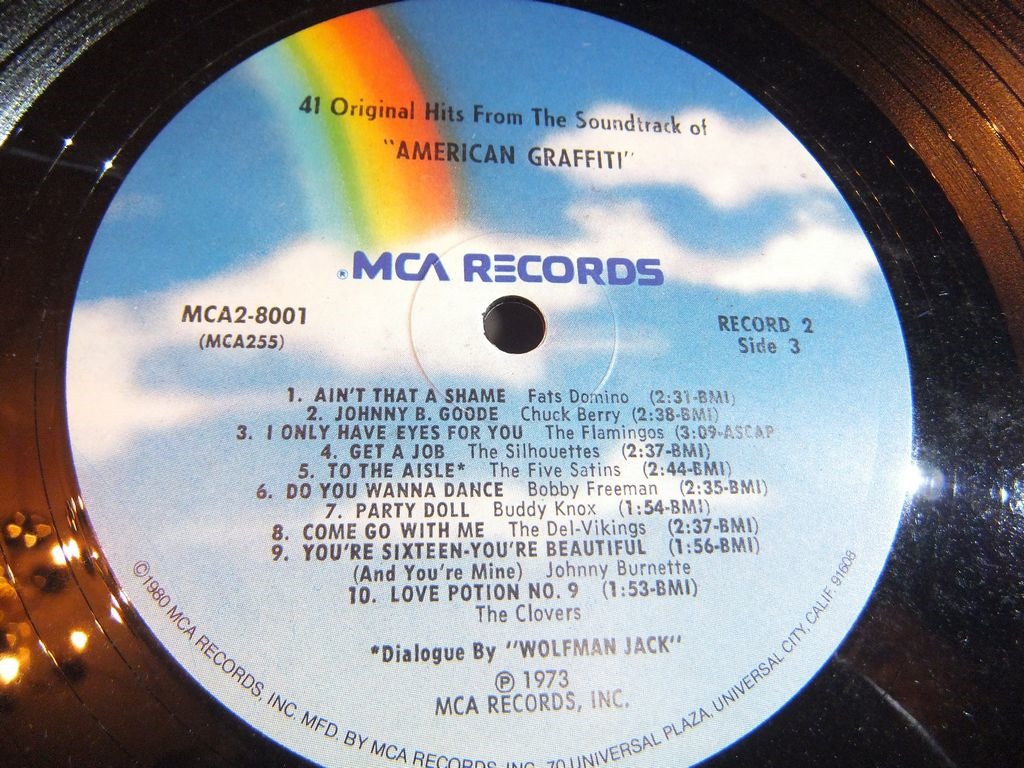 41 Original Hits From The Soundtrack of
"AMERICAN GRAFFITI"
® MCA RECORDS
MCA2-8001
(MCA255)
RECORD 2
Side 3
1. AIN'T THAT A SHAME Fats Domino (2:31-BMI)
2. JOHNNY B. GOODE Chuck Berry (2:38-BMI)
3. I ONLY HAVE EYES FOR YOU The Flamingos (3:09-ASCAP
4. GET A JOB The Silhouettes (2:37-BMI)
5. TO THE AISLE* The Five Satins (2:44-BMI)
6. DO YOU WANNA DANCE Bobby Freeman (2:35-BMI)
7. PARTY DOLL Buddy Knox (1:54-BMI)
8. COME GO WITH ME The Del-Vikings (2:37-BMI)
9. YOU'RE SIXTEEN-YOU'RE BEAUTIFUL (1:56-BMI)
(And You're Mine) Johnny Burnette
10. LOVE POTION NO. 9 (1:53-BMI)
The Clovers
*Dialogue By "WOLFMAN JACK"
℗ 1973
MCA RECORDS, INC.
©1980 MCA RECORDS, INC. MFD. BY MCA RECORDS, INC. 70 UNIVERSAL PLAZA, UNIVERSAL CITY, CALIF. 91608